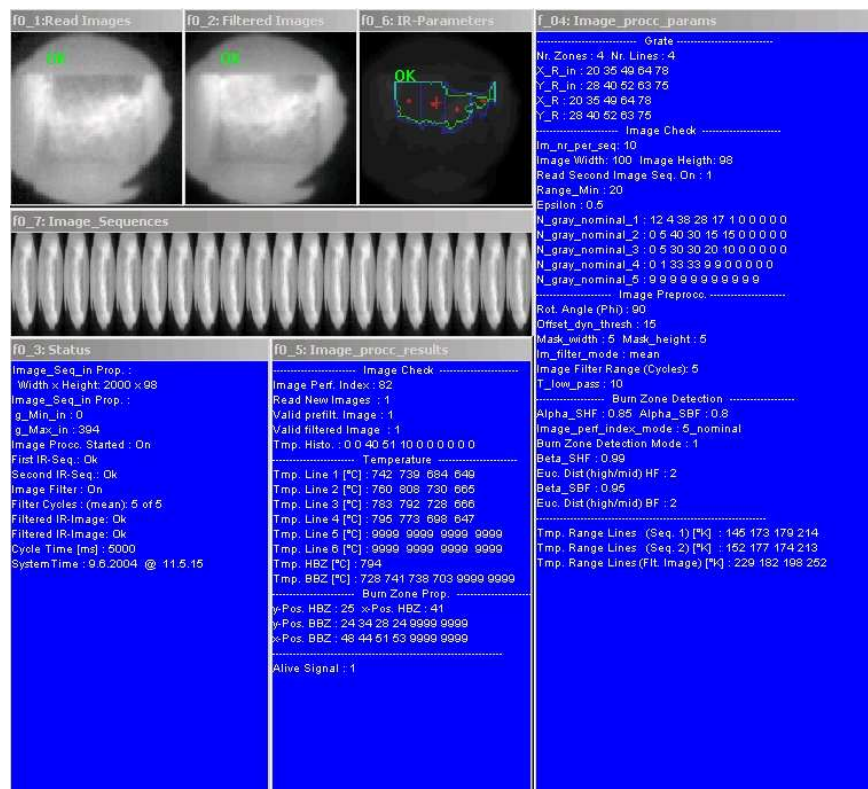 f0_1:Read Images
OK
f0_2: Filtered Images
OK
f0_6: IR-Parameters
OK
f0_7: Image_Sequences
f0_3: Status
Image_Seq_in Prop. :
Width x Height: 2000 x 98
Image_Seq_in Prop. :
g_Min_in : 0
g_Max_in : 394
Image Procc. Started : On
First IR-Seq.: Ok
Second IR-Seq.: Ok
Image Filter : On
Filter Cycles : (mean): 5 of 5
Filtered IR-Image: Ok
Filtered IR-Image: Ok
Cycle Time [ms] : 5000
SystemTime : 9.6.2004 @ 11.5.15
f0_5: Image_procc_results
Image Check
Image Perf. Index : 82
Read New Images : 1
Valid prefilt. Image : 1
Valid filtered Image : 1
Tmp. Histo. : 0 0 40 51 10 0 0 0 0 0 0
Temperature
Tmp. Line 1 [°C] : 742 739 684 649
Tmp. Line 2 [°C] : 760 808 730 665
Tmp. Line 3 [°C] : 783 792 728 666
Tmp. Line 4 [°C] : 795 773 698 647
Tmp. Line 5 [°C] : 9999 9999 9999 9999
Tmp. Line 6 [°C] : 9999 9999 9999 9999
Tmp. HBZ [°C] : 794
Tmp. BBZ [°C] : 728 741 738 703 9999 9999
Burn Zone Prop.
y-Pos. HBZ : 25 x-Pos. HBZ : 41
y-Pos. BBZ : 24 34 28 24 9999 9999
x-Pos. BBZ : 48 44 51 53 9999 9999
Alive Signal : 1
f_04: Image_procc_params
Grate
Nr. Zones : 4 Nr. Lines : 4
X_R_in : 20 35 49 64 78
Y_R_in : 28 40 52 63 75
X_R : 20 35 49 64 78
Y_R : 28 40 52 63 75
Image Check
Im_nr_per_seq: 10
Image Width: 100 Image Heigth: 98
Read Second Image Seq. On : 1
Range_Min : 20
Epsilon : 0.5
N_gray_nominal_1 : 12 4 38 28 17 1 0 0 0 0 0
N_gray_nominal_2 : 0 5 40 30 15 15 0 0 0 0 0
N_gray_nominal_3 : 0 5 30 30 20 10 0 0 0 0 0
N_gray_nominal_4 : 0 1 33 33 9 9 0 0 0 0 0
N_gray_nominal_5 : 9 9 9 9 9 9 9 9 9 9 9
Image Preprocc.
Rot. Angle (Phi) : 90
Offset_dyn_thresh : 15
Mask_width : 5 Mask_height : 5
Im_filter_mode : mean
Image Filter Range (Cycles): 5
T_low_pass : 10
Burn Zone Detection
Alpha_SHF : 0.85 Alpha_SBF : 0.8
Image_perf_index_mode : 5_nominal
Burn Zone Detection Mode : 1
Beta_SHF : 0.99
Euc. Dist (high/mid) HF : 2
Beta_SBF : 0.95
Euc. Dist (high/mid) BF : 2
Tmp. Range Lines (Seq. 1) [°K] : 145 173 179 214
Tmp. Range Lines (Seq. 2) [°K] : 152 177 174 213
Tmp. Range Lines (Flt. Image) [°K] : 229 182 198 252